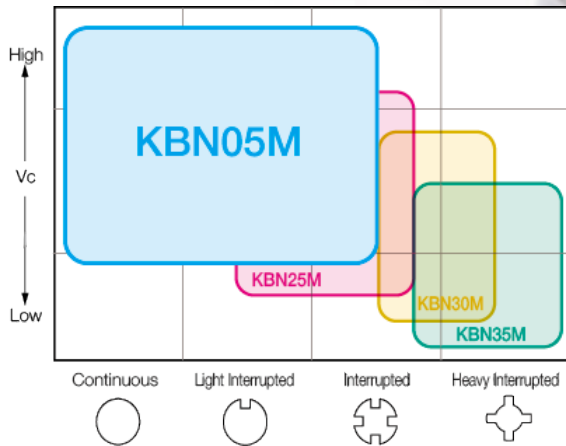 High
Vc
Low
KBN05M
KBN25M
KBN30M
KBN35M
Continuous
Light Interrupted
Interrupted
Heavy Interrupted